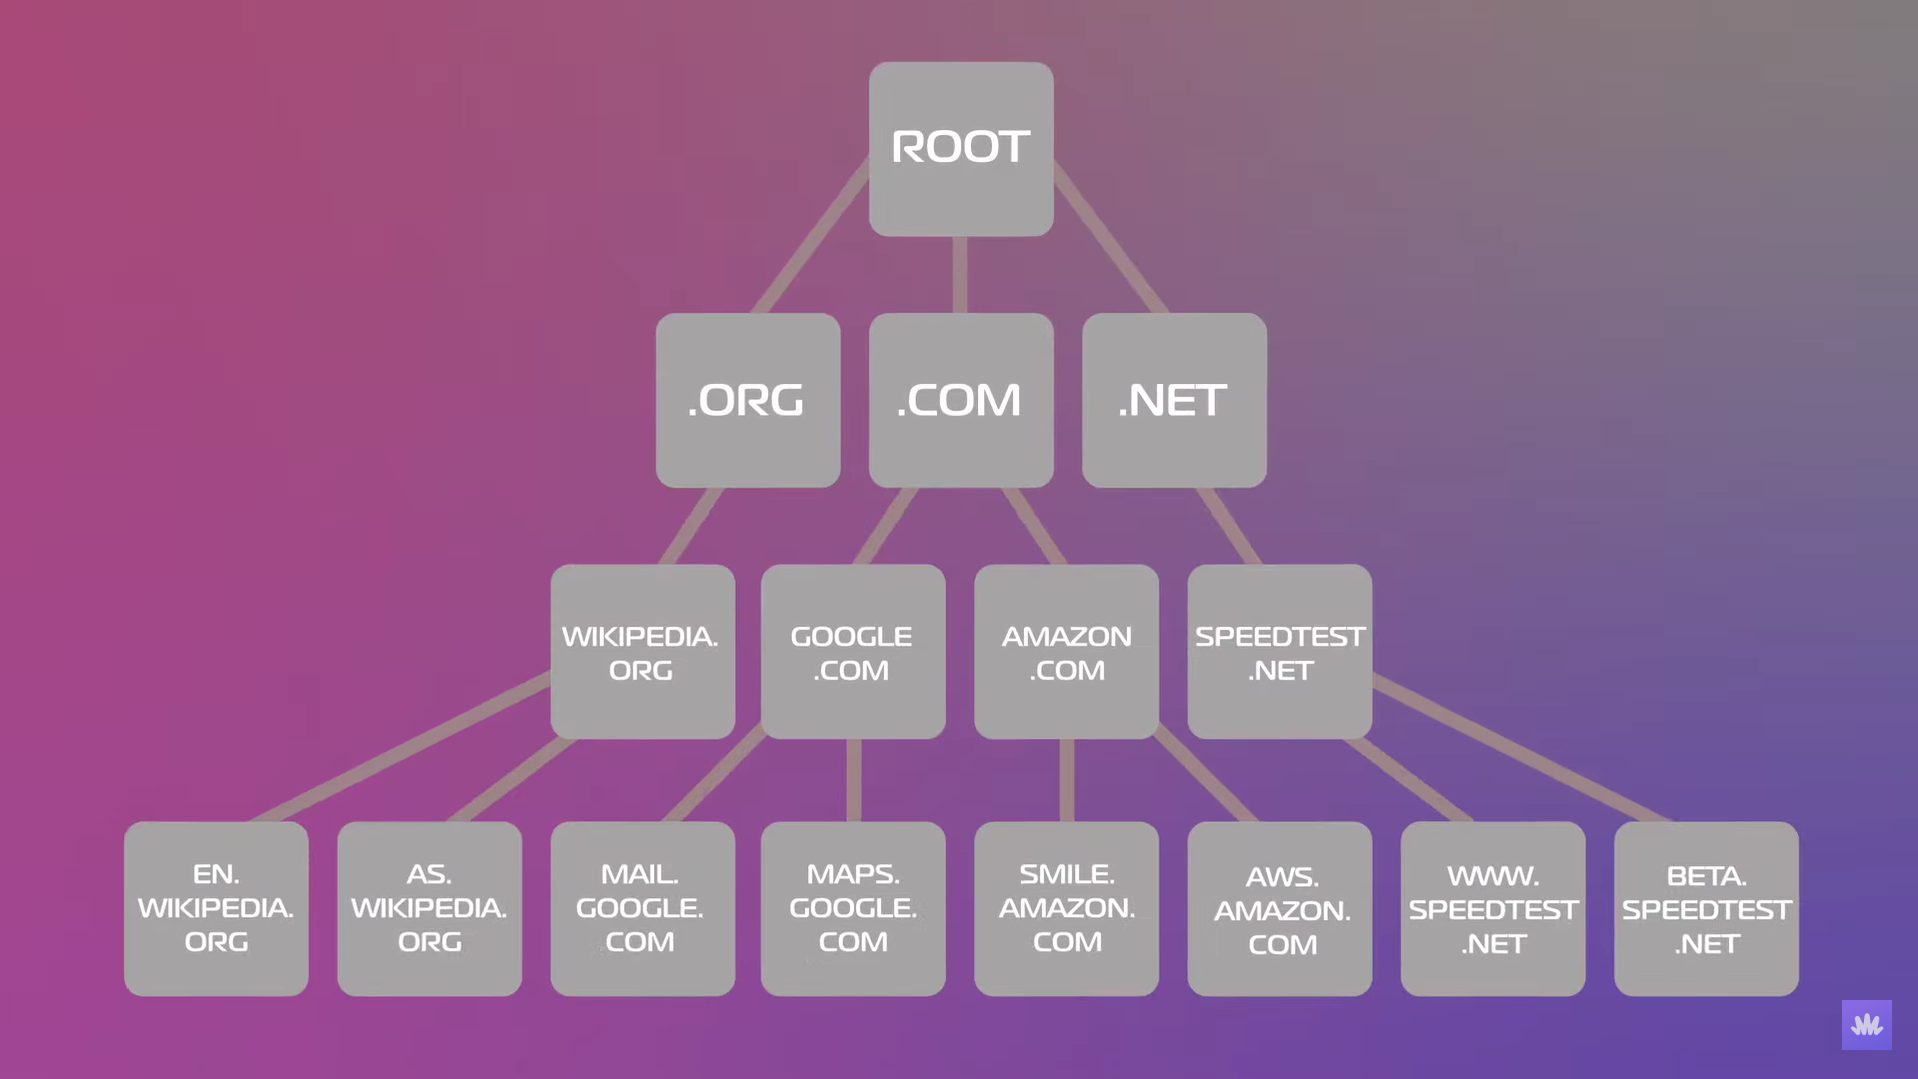 ROOT
.ORG
.COM
.NET
WIKIPEDIA.
ORG
GOOGLE
.COM
AMAZON
.COM
SPEEDTEST
.NET
EN.
WIKIPEDIA.
ORG
AS.
WIKIPEDIA.
ORG
MAIL.
GOOGLE.
COM
MAPS.
GOOGLE.
COM
SMILE.
AMAZON.
COM
AWS.
AMAZON.
COM
WWW.
SPEEDTEST
.NET
BETA.
SPEEDTEST
.NET